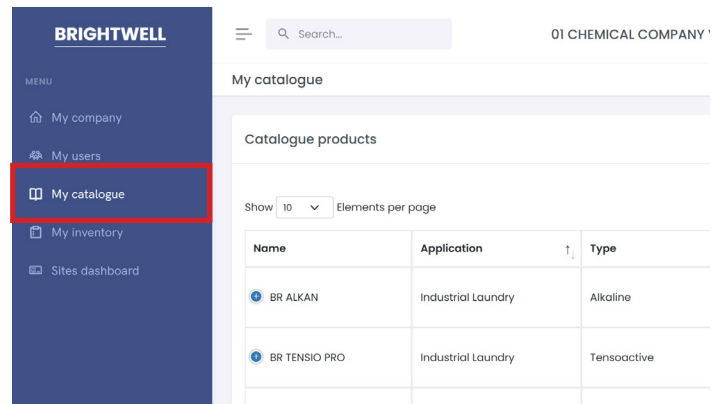 BRIGHTWELL
MENU
My company
My users
My catalogue
My inventory
Sites dashboard
Search...
01 CHEMICAL COMPANY
My catalogue
Catalogue products
Show 10 Elements per page
Name Application Type
BR ALKAN Industrial Laundry Alkaline
BR TENSIO PRO Industrial Laundry Tensoactive